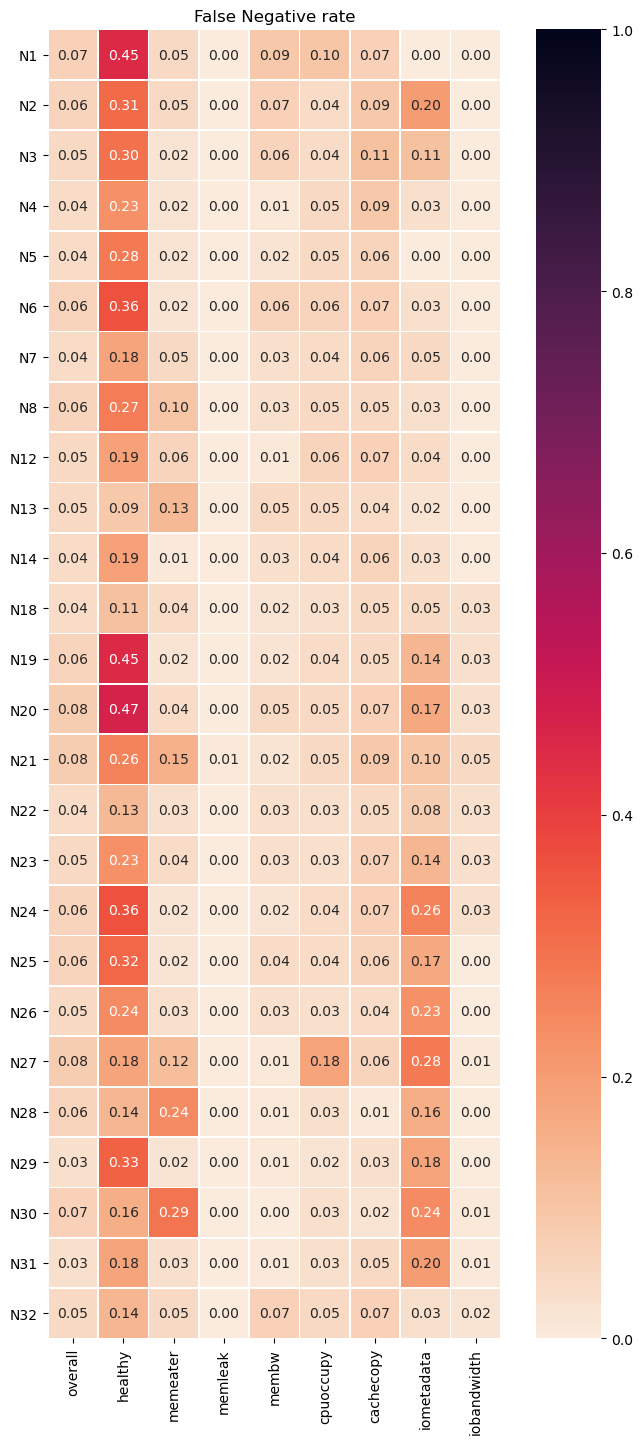 False Negative rate
N1 0.07 0.45 0.05 0.00 0.09 0.10 0.07 0.00 0.00
N2 0.06 0.31 0.05 0.00 0.07 0.04 0.09 0.20 0.00
N3 0.05 0.30 0.02 0.00 0.06 0.04 0.11 0.11 0.00
N4 0.04 0.23 0.02 0.00 0.01 0.05 0.09 0.03 0.00
N5 0.04 0.28 0.02 0.00 0.02 0.05 0.06 0.00 0.00
N6 0.06 0.36 0.02 0.00 0.06 0.06 0.07 0.03 0.00
N7 0.04 0.18 0.05 0.00 0.03 0.04 0.06 0.05 0.00
N8 0.06 0.27 0.10 0.00 0.03 0.05 0.05 0.03 0.00
N12 0.05 0.19 0.06 0.00 0.01 0.06 0.07 0.04 0.00
N13 0.05 0.09 0.13 0.00 0.05 0.05 0.04 0.02 0.00
N14 0.04 0.19 0.01 0.00 0.03 0.04 0.06 0.03 0.00
N18 0.04 0.11 0.04 0.00 0.02 0.03 0.05 0.05 0.03
N19 0.06 0.45 0.02 0.00 0.02 0.04 0.05 0.14 0.03
N20 0.08 0.47 0.04 0.00 0.05 0.05 0.07 0.17 0.03
N21 0.08 0.26 0.15 0.01 0.02 0.05 0.09 0.10 0.05
N22 0.04 0.13 0.03 0.00 0.03 0.03 0.05 0.08 0.03
N23 0.05 0.23 0.04 0.00 0.03 0.03 0.07 0.14 0.03
N24 0.06 0.36 0.02 0.00 0.02 0.04 0.07 0.26 0.03
N25 0.06 0.32 0.02 0.00 0.04 0.04 0.06 0.17 0.00
N26 0.05 0.24 0.03 0.00 0.03 0.03 0.04 0.23 0.00
N27 0.08 0.18 0.12 0.00 0.01 0.18 0.06 0.28 0.01
N28 0.06 0.14 0.24 0.00 0.01 0.03 0.01 0.16 0.00
N29 0.03 0.33 0.02 0.00 0.01 0.02 0.03 0.18 0.00
N30 0.07 0.16 0.29 0.00 0.00 0.03 0.02 0.24 0.01
N31 0.03 0.18 0.03 0.00 0.01 0.03 0.05 0.20 0.01
N32 0.05 0.14 0.05 0.00 0.07 0.05 0.07 0.03 0.02
overall
healthy
memeater
memleak
membw
cpuoccupy
cachecopy
iometadata
iobandwidth
1.0
0.8
0.6
0.4
0.2
0.0